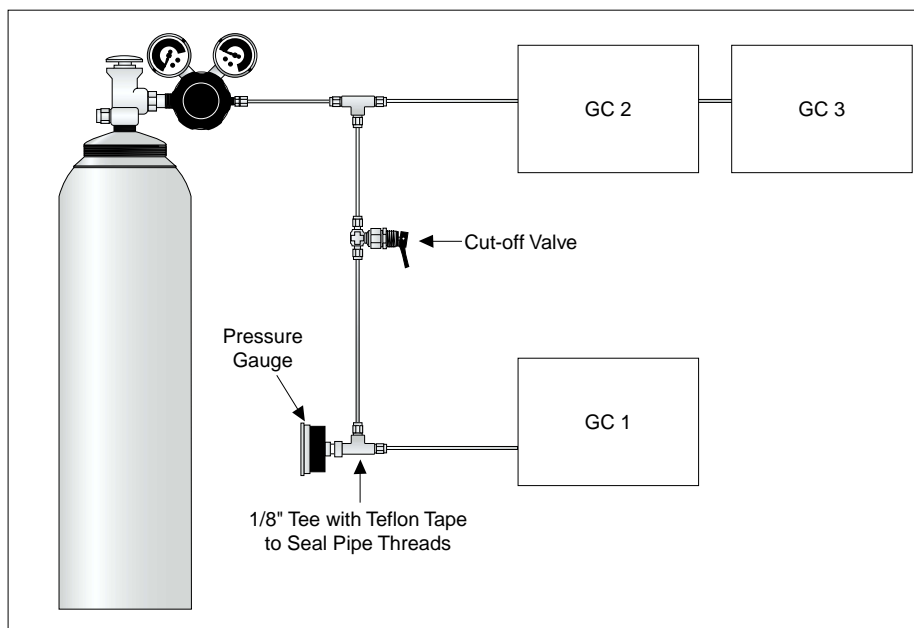 GC 2
GC 3
Cut-off Valve
Pressure
Gauge
GC 1
1/8" Tee with Teflon Tape
to Seal Pipe Threads